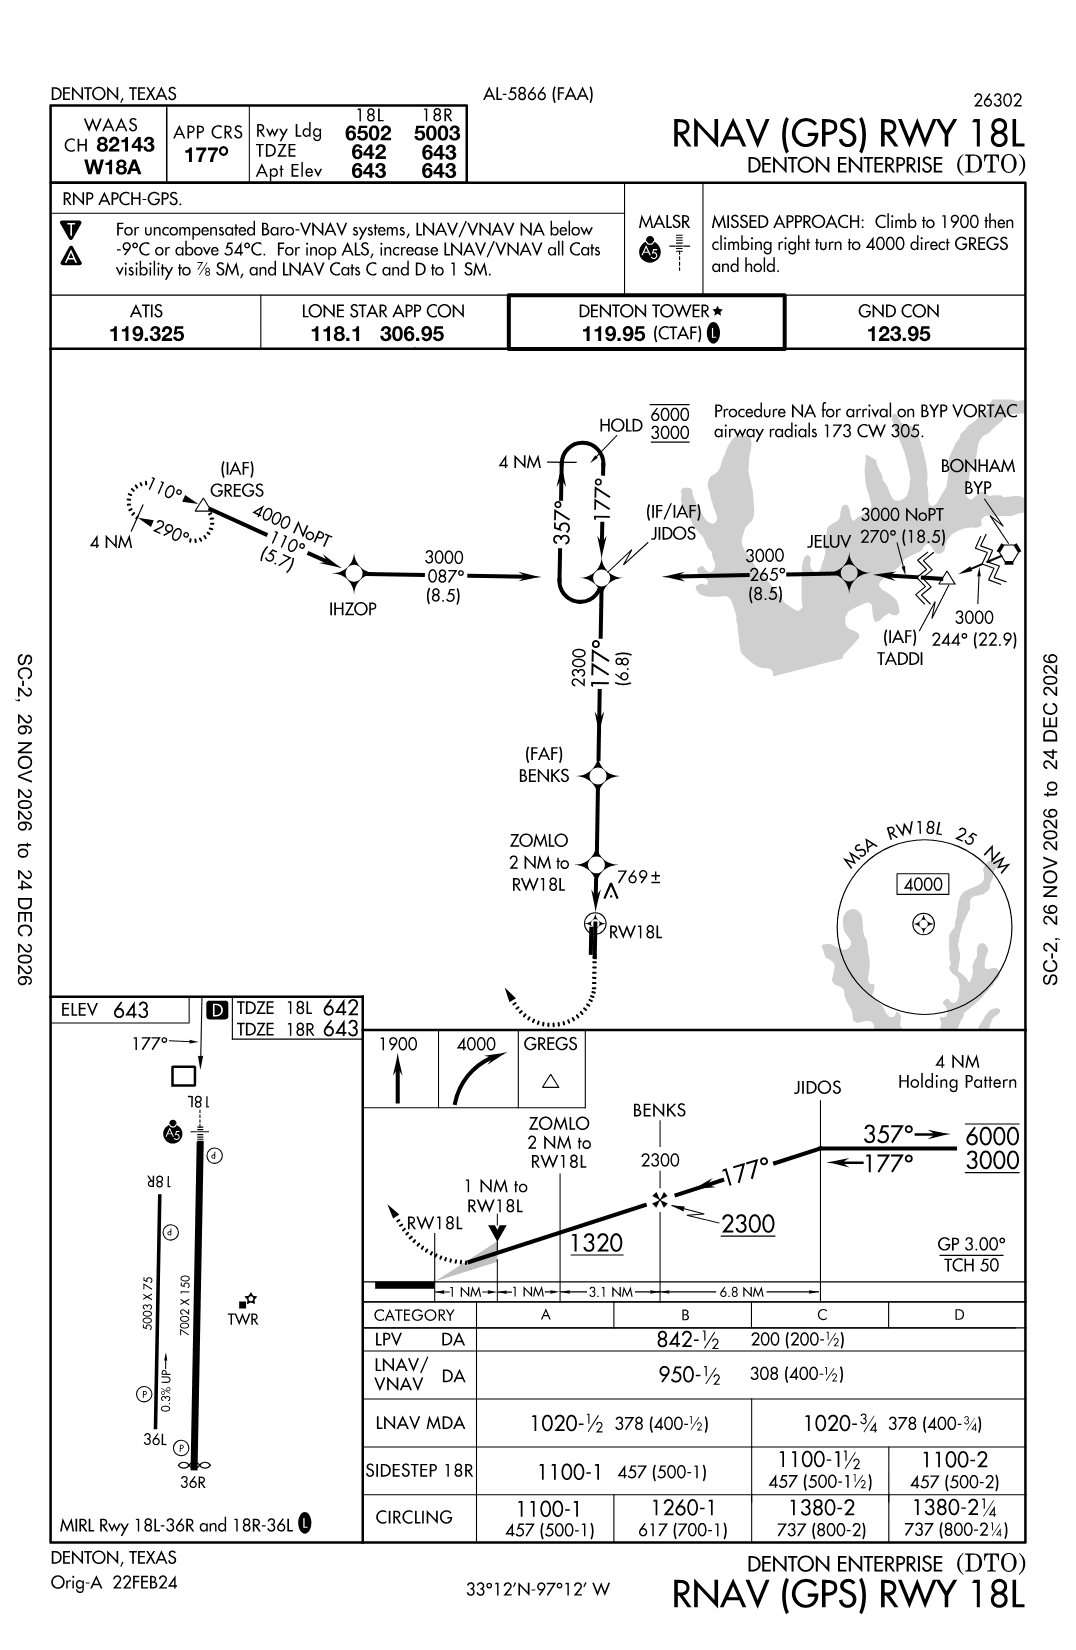 DENTON, TEXAS
AL-5866 (FAA)
26302
WAAS
CH 82143
W18A
APP CRS
177°
18L 18R
Rwy Ldg 6502 5003
TDZE 642 643
Apt Elev 643 643
RNAV (GPS) RWY 18L
DENTON ENTERPRISE (DTO)
RNP APCH-GPS.
T
A
For uncompensated Baro-VNAV systems, LNAV/VNAV NA below
-9°C or above 54°C. For inop ALS, increase LNAV/VNAV all Cats
visibility to ⅞ SM, and LNAV Cats C and D to 1 SM.
MALSR
A5
MISSED APPROACH: Climb to 1900 then
climbing right turn to 4000 direct GREGS
and hold.
ATIS
119.325
LONE STAR APP CON
118.1 306.95
DENTON TOWER★
119.95 (CTAF) L
GND CON
123.95
HOLD 6000
3000
Procedure NA for arrival on BYP VORTAC
airway radials 173 CW 305.
4 NM
357°
177°
(IAF)
GREGS
110°
290°
4 NM
4000 NoPT
110°
(5.7)
IHZOP
3000
087°
(8.5)
(IF/IAF)
JIDOS
3000
265°
(8.5)
JELUV
3000 NoPT
270° (18.5)
BONHAM
BYP
3000
244° (22.9)
(IAF)
TADDI
2300
177°
(6.8)
(FAF)
BENKS
ZOMLO
2 NM to
RW18L
769±
RW18L
MSA RW18L 25 NM
4000
SC-2, 26 NOV 2026 to 24 DEC 2026
SC-2, 26 NOV 2026 to 24 DEC 2026
ELEV 643
D
TDZE 18L 642
TDZE 18R 643
177°
18L
A5
P
18R
P
5003 X 75
7002 X 150
TWR
0.3% UP
P
36L
P
36R
MIRL Rwy 18L-36R and 18R-36L L
1900
4000
GREGS
4 NM
Holding Pattern
JIDOS
BENKS
ZOMLO
2 NM to
RW18L
2300
1 NM to
RW18L
RW18L
357°
6000
177°
3000
177°
2300
1320
GP 3.00°
TCH 50
1 NM
1 NM
3.1 NM
6.8 NM
CATEGORY A B C D
LPV DA 842-½ 200 (200-½)
LNAV/
VNAV DA 950-½ 308 (400-½)
LNAV MDA 1020-½ 378 (400-½) 1020-¾ 378 (400-¾)
SIDESTEP 18R 1100-1 457 (500-1) 1100-1½ 457 (500-1½) 1100-2 457 (500-2)
CIRCLING 1100-1 457 (500-1) 1260-1 617 (700-1) 1380-2 737 (800-2) 1380-2¼ 737 (800-2¼)
DENTON, TEXAS
Orig-A 22FEB24
33°12'N-97°12' W
DENTON ENTERPRISE (DTO)
RNAV (GPS) RWY 18L